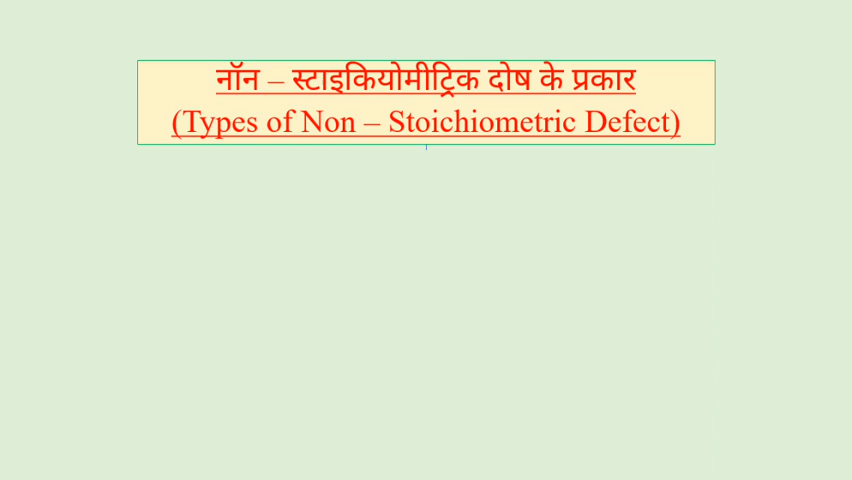 नॉन – स्टाइकियोमीट्रिक दोष के प्रकार
(Types of Non – Stoichiometric Defect)